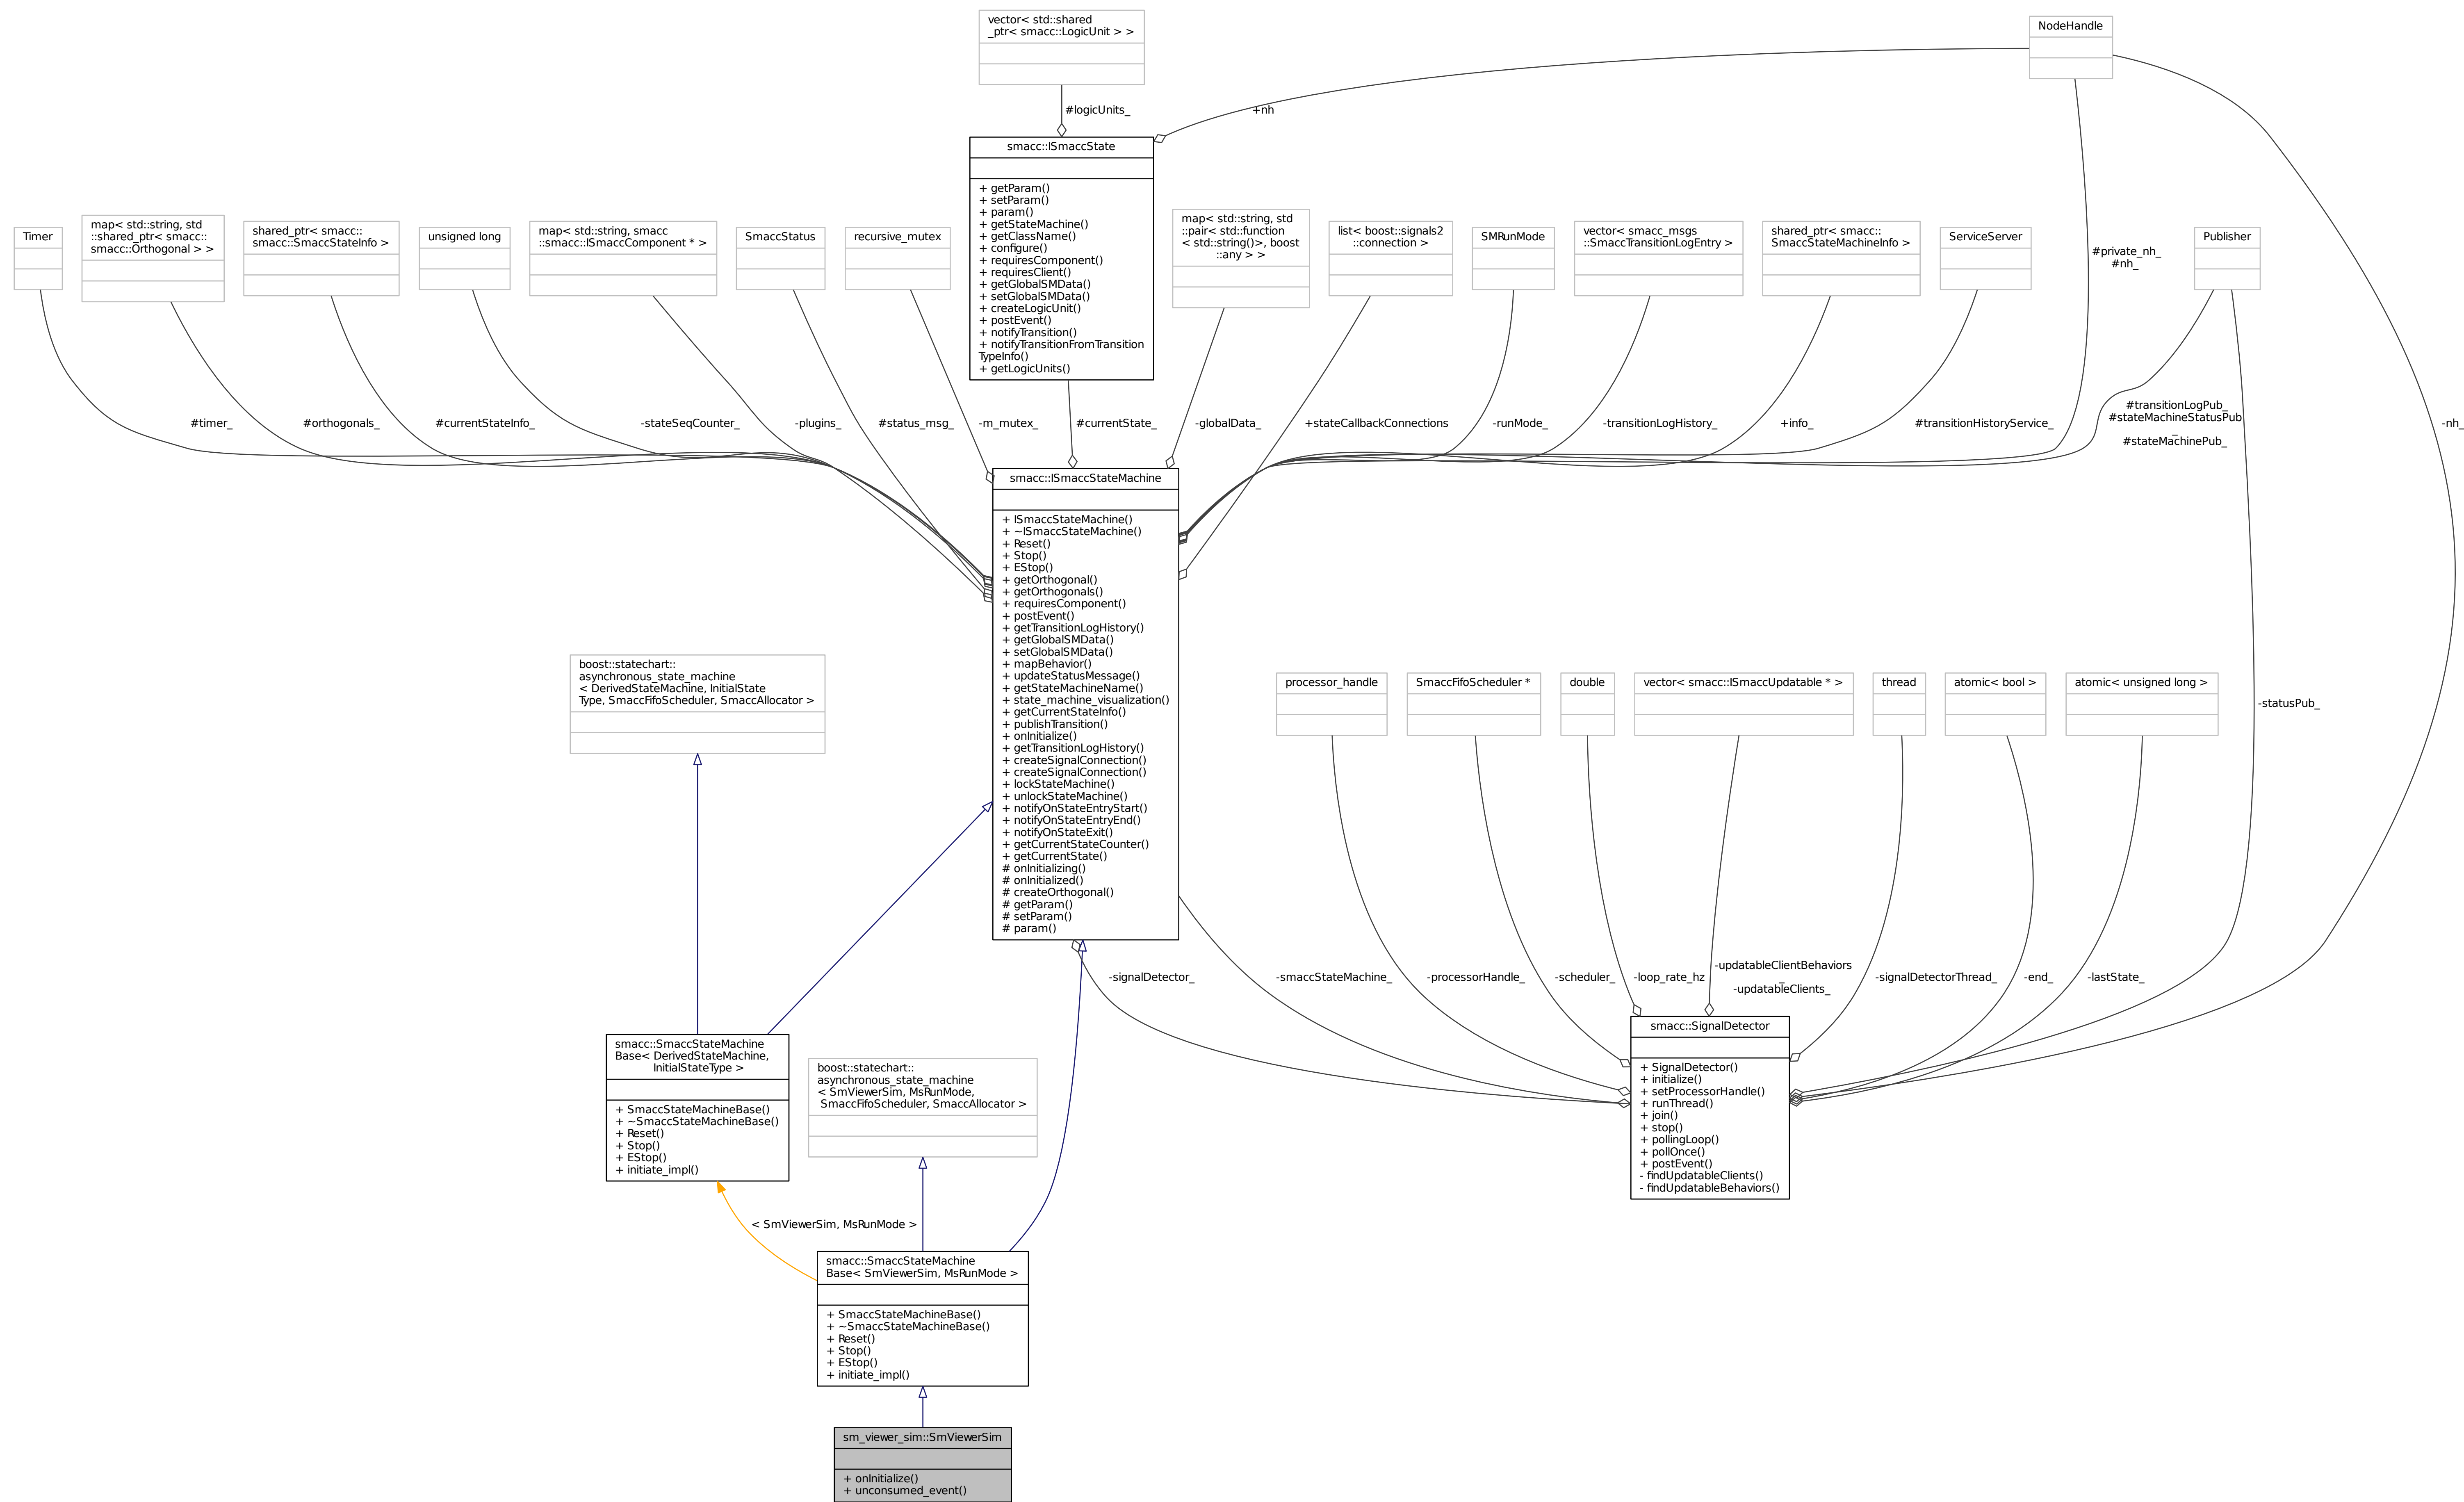 vector< std::shared
_ptr< smacc::LogicUnit > >
NodeHandle
#logicUnits_
+nh
smacc::ISmaccState
+ getParam()
+ setParam()
+ param()
+ getStateMachine()
+ getClassName()
+ configure()
+ requiresComponent()
+ requiresClient()
+ getGlobalSMData()
+ setGlobalSMData()
+ createLogicUnit()
+ postEvent()
+ notifyTransition()
+ notifyTransitionFromTransition
TypeInfo()
+ getLogicUnits()
Timer
map< std::string, std
::shared_ptr< smacc::
smacc::Orthogonal > >
shared_ptr< smacc::
smacc::SmaccStateInfo >
unsigned long
map< std::string, smacc
::smacc::ISmaccComponent * >
SmaccStatus
recursive_mutex
map< std::string, std
::pair< std::function
< std::string()>, boost
::any > >
list< boost::signals2
::connection >
SMRunMode
vector< smacc_msgs
::SmaccTransitionLogEntry >
shared_ptr< smacc::
SmaccStateMachineInfo >
ServiceServer
Publisher
#private_nh_
#nh_
#timer_
#orthogonals_
#currentStateInfo_
-stateSeqCounter_
-plugins_
#status_msg_
-m_mutex_
#currentState_
-globalData_
+stateCallbackConnections
-runMode_
-transitionLogHistory_
+info_
#transitionHistoryService_
#transitionLogPub_
#stateMachineStatusPub
_
#stateMachinePub_
-nh_
smacc::ISmaccStateMachine
+ ISmaccStateMachine()
+ ~ISmaccStateMachine()
+ Reset()
+ Stop()
+ EStop()
+ getOrthogonal()
+ getOrthogonals()
+ requiresComponent()
+ postEvent()
+ getTransitionLogHistory()
+ getGlobalSMData()
+ setGlobalSMData()
+ mapBehavior()
+ updateStatusMessage()
+ getStateMachineName()
+ state_machine_visualization()
+ getCurrentStateInfo()
+ publishTransition()
+ onInitialize()
+ getTransitionLogHistory()
+ createSignalConnection()
+ createSignalConnection()
+ lockStateMachine()
+ unlockStateMachine()
+ notifyOnStateEntryStart()
+ notifyOnStateEntryEnd()
+ notifyOnStateExit()
+ getCurrentStateCounter()
+ getCurrentState()
# onInitializing()
# onInitialized()
# createOrthogonal()
# getParam()
# setParam()
# param()
boost::statechart::
asynchronous_state_machine
< DerivedStateMachine, InitialState
Type, SmaccFifoScheduler, SmaccAllocator >
processor_handle
SmaccFifoScheduler *
double
vector< smacc::ISmaccUpdatable * >
thread
atomic< bool >
atomic< unsigned long >
-statusPub_
-signalDetector_
-smaccStateMachine_
-processorHandle_
-scheduler_
-loop_rate_hz
-updatableClientBehaviors
_
-updatableClients_
-signalDetectorThread_
-end_
-lastState_
smacc::SignalDetector
+ SignalDetector()
+ initialize()
+ setProcessorHandle()
+ runThread()
+ join()
+ stop()
+ pollingLoop()
+ pollOnce()
+ postEvent()
- findUpdatableClients()
- findUpdatableBehaviors()
smacc::SmaccStateMachine
Base< DerivedStateMachine,
InitialStateType >
+ SmaccStateMachineBase()
+ ~SmaccStateMachineBase()
+ Reset()
+ Stop()
+ EStop()
+ initiate_impl()
boost::statechart::
asynchronous_state_machine
< SmViewerSim, MsRunMode,
SmaccFifoScheduler, SmaccAllocator >
< SmViewerSim, MsRunMode >
smacc::SmaccStateMachine
Base< SmViewerSim, MsRunMode >
+ SmaccStateMachineBase()
+ ~SmaccStateMachineBase()
+ Reset()
+ Stop()
+ EStop()
+ initiate_impl()
sm_viewer_sim::SmViewerSim
+ onInitialize()
+ unconsumed_event()